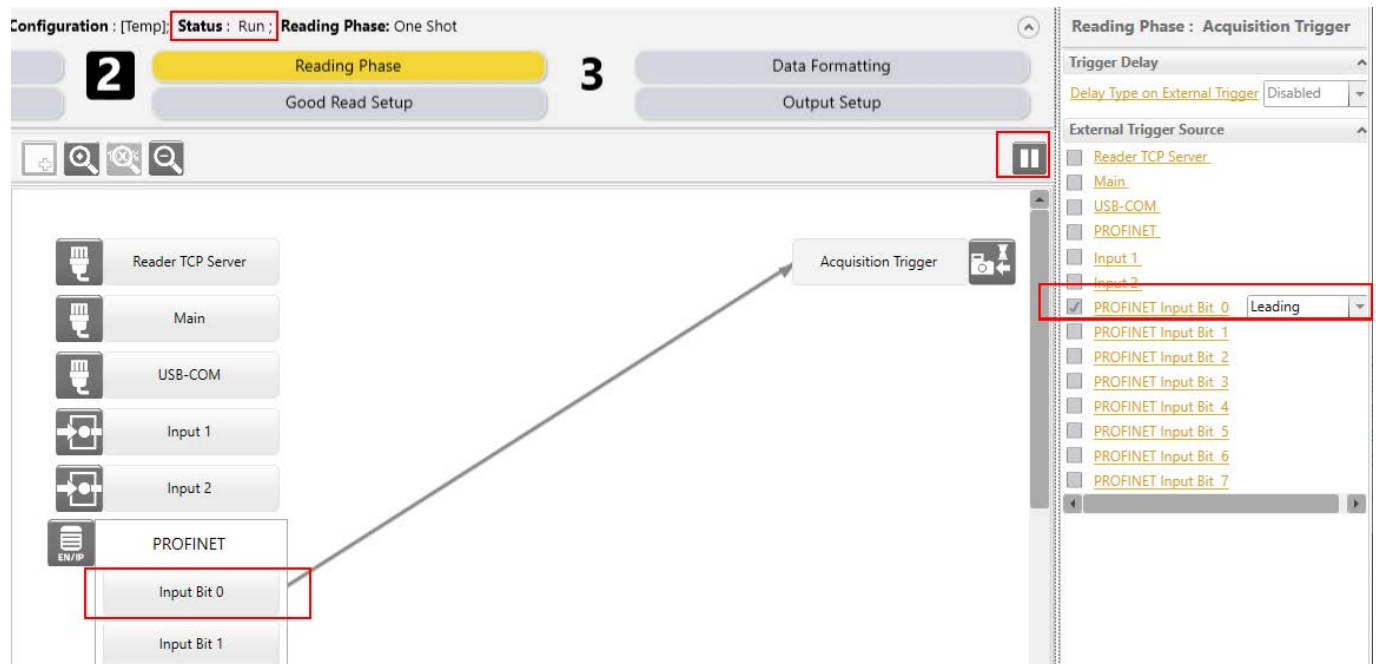 Configuration : [Temp]; Status : Run ; Reading Phase: One Shot
2
Reading Phase
Good Read Setup
3
Data Formatting
Output Setup
Reader TCP Server
Main
USB-COM
Input 1
Input 2
EN/IP
PROFINET
Input Bit 0
Input Bit 1
Acquisition Trigger
Reading Phase : Acquisition Trigger
Trigger Delay
Delay Type on External Trigger Disabled
External Trigger Source
Reader TCP Server
Main
USB-COM
PROFINET
Input 1
Input 2
PROFINET Input Bit 0 Leading
PROFINET Input Bit 1
PROFINET Input Bit 2
PROFINET Input Bit 3
PROFINET Input Bit 4
PROFINET Input Bit 5
PROFINET Input Bit 6
PROFINET Input Bit 7